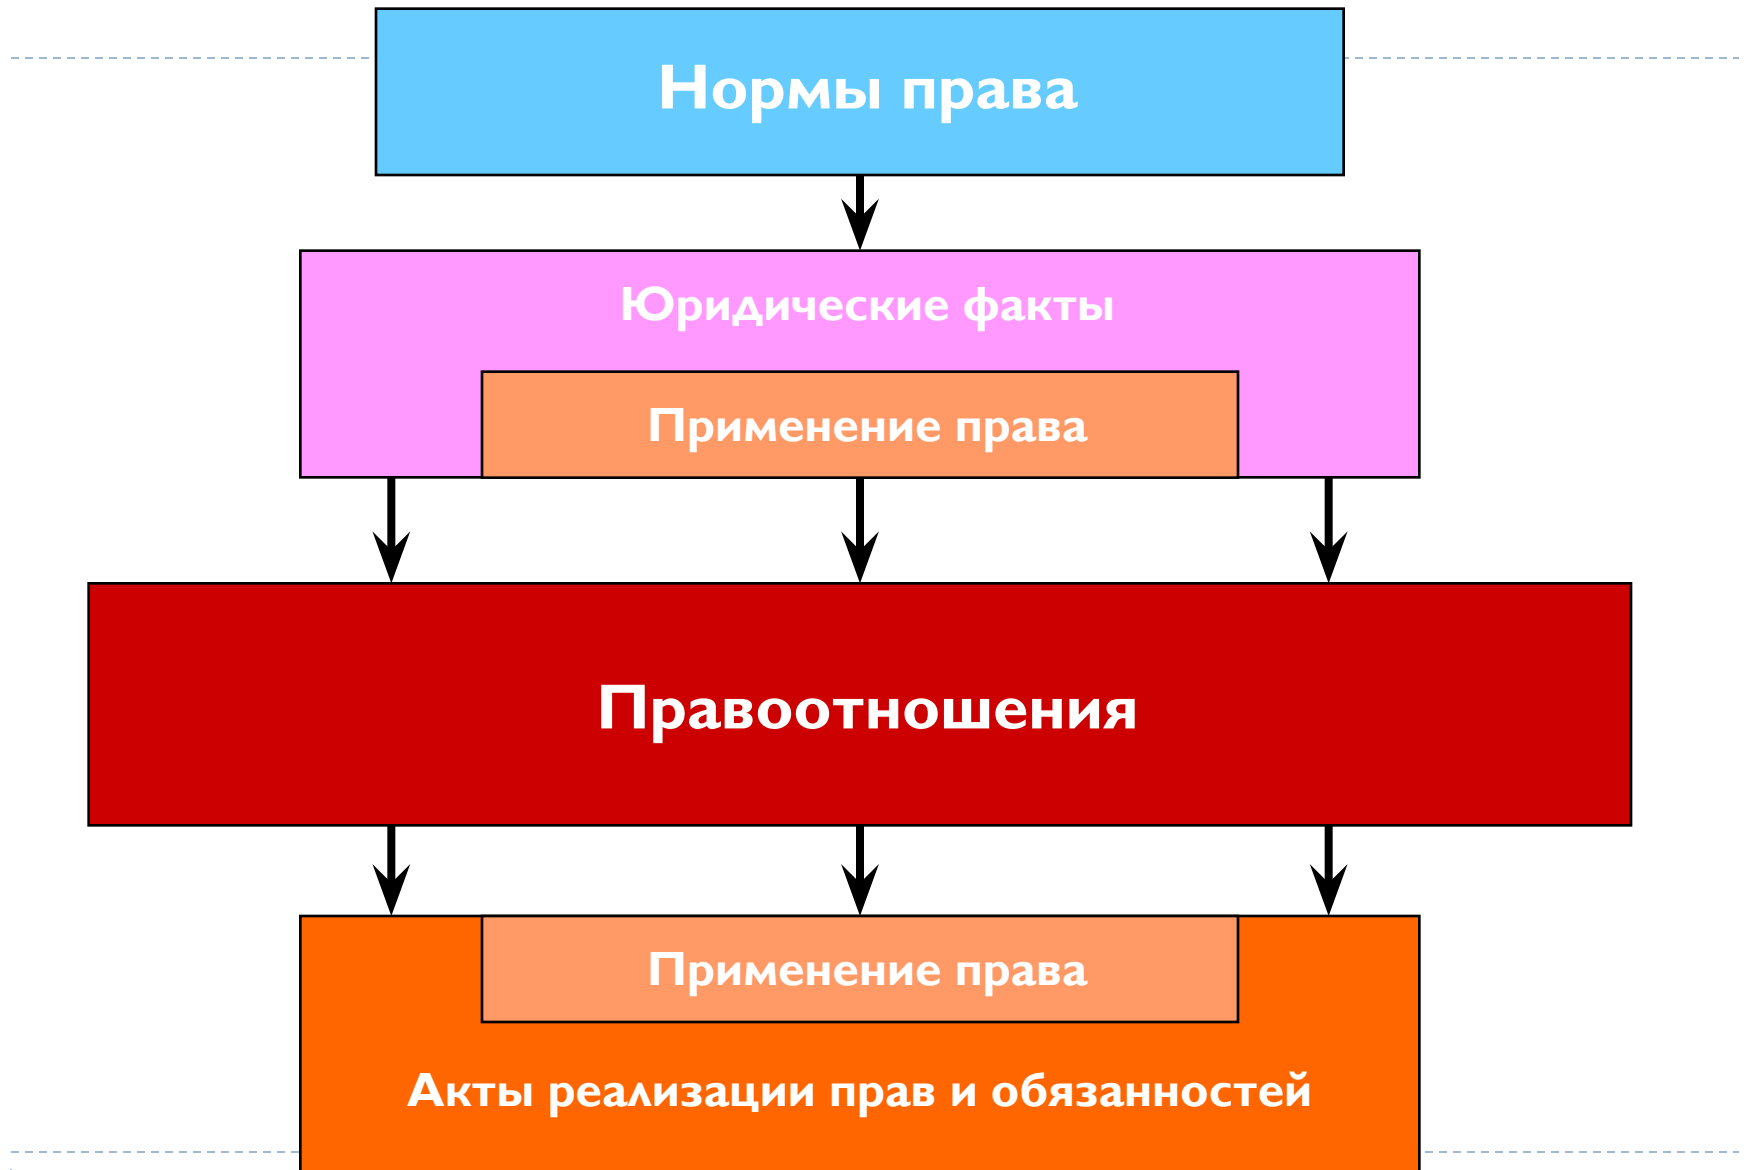 Нормы права
Юридические факты
Применение права
Правоотношения
Применение права
Акты реализации прав и обязанностей